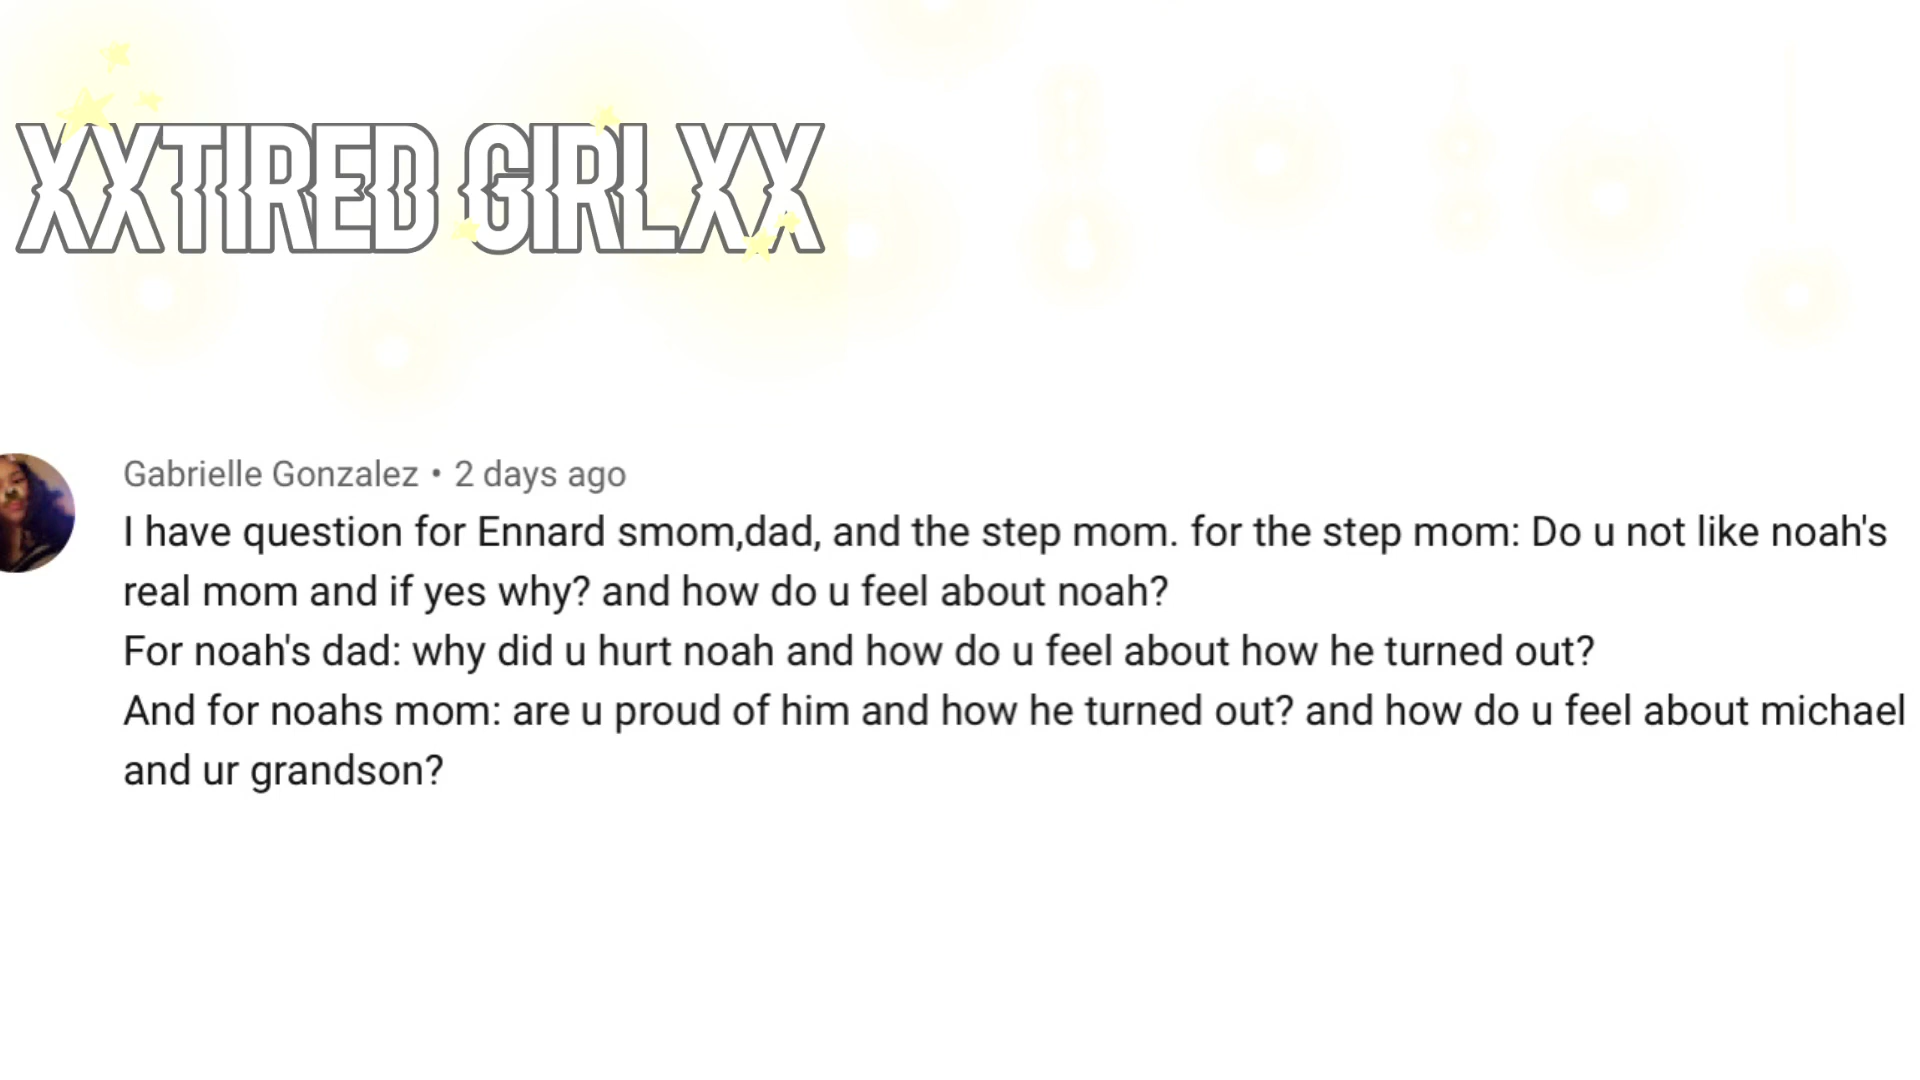 XXTIRED GIRLXX
Gabrielle Gonzalez • 2 days ago
I have question for Ennard smom,dad, and the step mom. for the step mom: Do u not like noah's
real mom and if yes why? and how do u feel about noah?
For noah's dad: why did u hurt noah and how do u feel about how he turned out?
And for noahs mom: are u proud of him and how he turned out? and how do u feel about michael
and ur grandson?